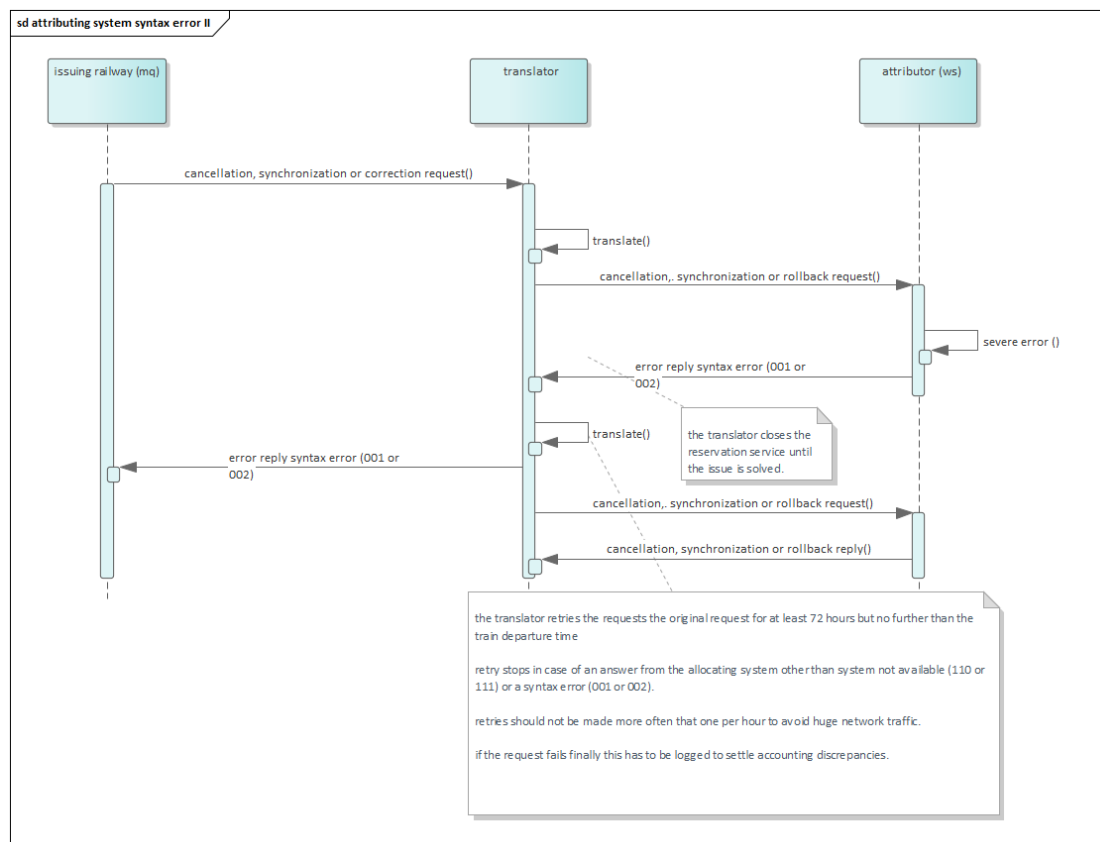 sd attributing system syntax error II
issuing railway (mq)
translator
attributor (ws)
cancellation, synchronization or correction request()
translate()
cancellation,. synchronization or rollback request()
severe error ()
error reply syntax error (001 or
002)
the translator closes the
reservation service until
the issue is solved.
translate()
error reply syntax error (001 or
002)
cancellation,. synchronization or rollback request()
cancellation, synchronization or rollback reply()
the translator retries the requests the original request for at least 72 hours but no further than the
train departure time
retry stops in case of an answer from the allocating system other than system not available (110 or
111) or a syntax error (001 or 002).
retries should not be made more often that one per hour to avoid huge network traffic.
if the request fails finally this has to be logged to settle accounting discrepancies.